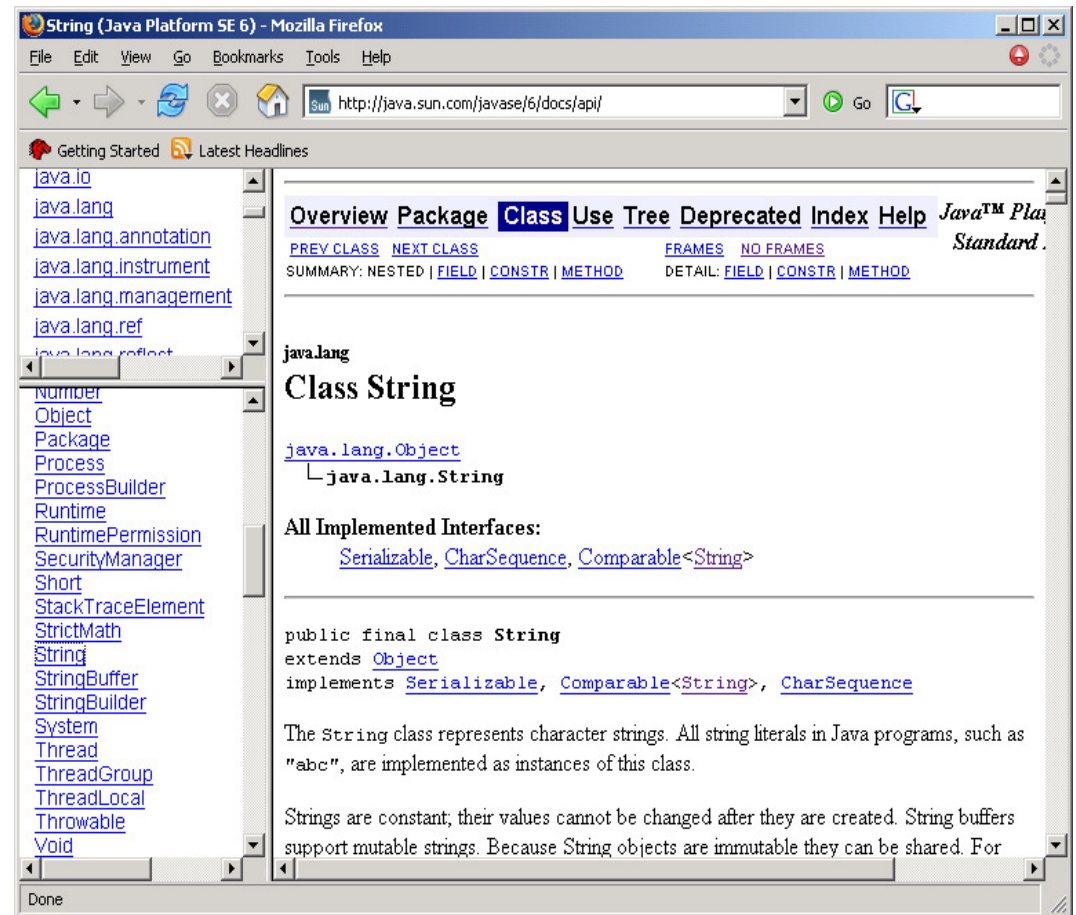 String (Java Platform SE 6) - Mozilla Firefox
File Edit View Go Bookmarks Tools Help
Sun http://java.sun.com/javase/6/docs/api/ Go G
Getting Started Latest Headlines
java.io
java.lang
java.lang.annotation
java.lang.instrument
java.lang.management
java.lang.ref
java.lang.reflect
Number
Object
Package
Process
ProcessBuilder
Runtime
RuntimePermission
SecurityManager
Short
StackTraceElement
StrictMath
String
StringBuffer
StringBuilder
System
Thread
ThreadGroup
ThreadLocal
Throwable
Void
Overview Package Class Use Tree Deprecated Index Help Java™ Pla
PREV CLASS NEXT CLASS FRAMES NO FRAMES Standard
SUMMARY: NESTED | FIELD | CONSTR | METHOD DETAIL: FIELD | CONSTR | METHOD
java.lang
Class String
java.lang.Object
java.lang.String
All Implemented Interfaces:
Serializable, CharSequence, Comparable<String>
public final class String
extends Object
implements Serializable, Comparable<String>, CharSequence
The String class represents character strings. All string literals in Java programs, such as
"abc", are implemented as instances of this class.
Strings are constant; their values cannot be changed after they are created. String buffers
support mutable strings. Because String objects are immutable they can be shared. For
Done